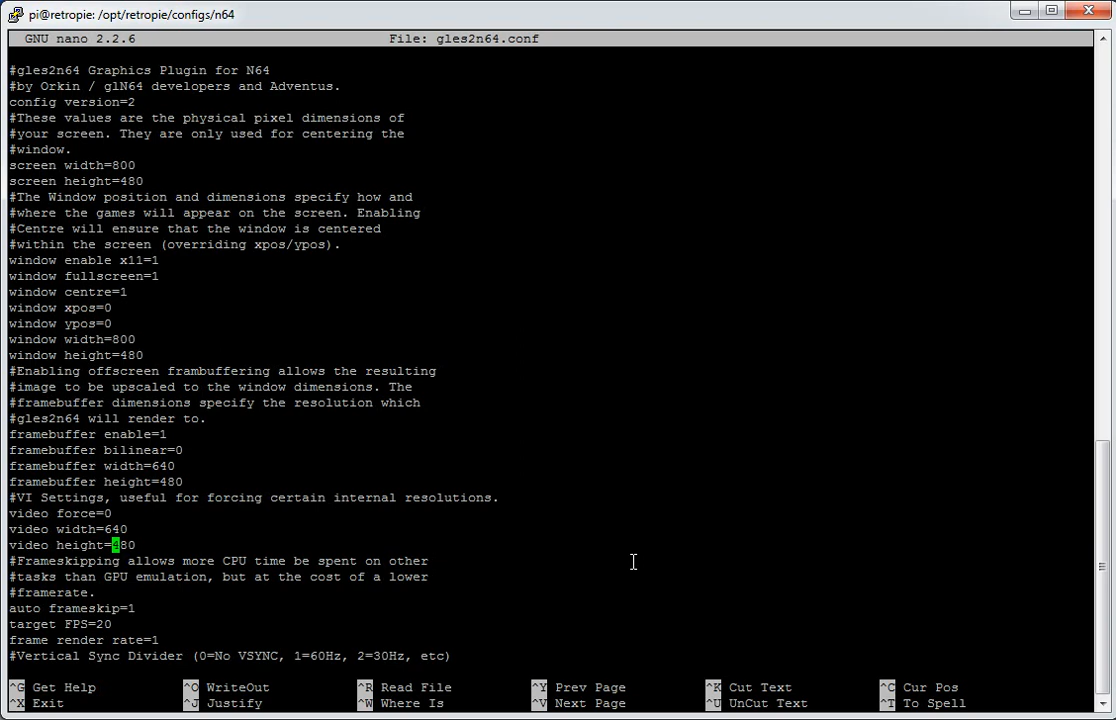 pi@retropie: /opt/retropie/configs/n64
GNU nano 2.2.6 File: gles2n64.conf
#gles2n64 Graphics Plugin for N64
#by Orkin / glN64 developers and Adventus.
config version=2
#These values are the physical pixel dimensions of
#your screen. They are only used for centering the
#window.
screen width=800
screen height=480
#The Window position and dimensions specify how and
#where the games will appear on the screen. Enabling
#Centre will ensure that the window is centered
#within the screen (overriding xpos/ypos).
window enable x11=1
window fullscreen=1
window centre=1
window xpos=0
window ypos=0
window width=800
window height=480
#Enabling offscreen frambuffering allows the resulting
#image to be upscaled to the window dimensions. The
#framebuffer dimensions specify the resolution which
#gles2n64 will render to.
framebuffer enable=1
framebuffer bilinear=0
framebuffer width=640
framebuffer height=480
#VI Settings, useful for forcing certain internal resolutions.
video force=0
video width=640
video height=480
#Frameskipping allows more CPU time be spent on other
#tasks than GPU emulation, but at the cost of a lower
#framerate.
auto frameskip=1
target FPS=20
frame render rate=1
#Vertical Sync Divider (0=No VSYNC, 1=60Hz, 2=30Hz, etc)
^G Get Help ^O WriteOut ^R Read File ^Y Prev Page ^K Cut Text ^C Cur Pos
^X Exit ^J Justify ^W Where Is ^V Next Page ^U UnCut Text ^T To Spell